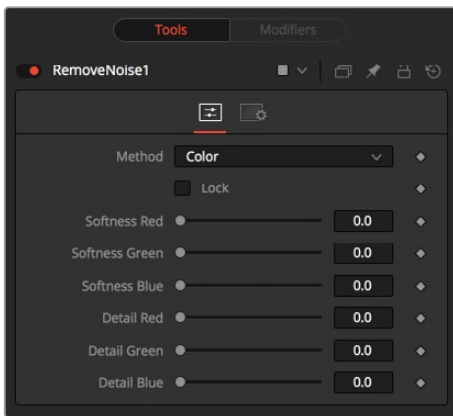 Tools Modifiers
RemoveNoise1
Method Color
Lock
Softness Red 0.0
Softness Green 0.0
Softness Blue 0.0
Detail Red 0.0
Detail Green 0.0
Detail Blue 0.0